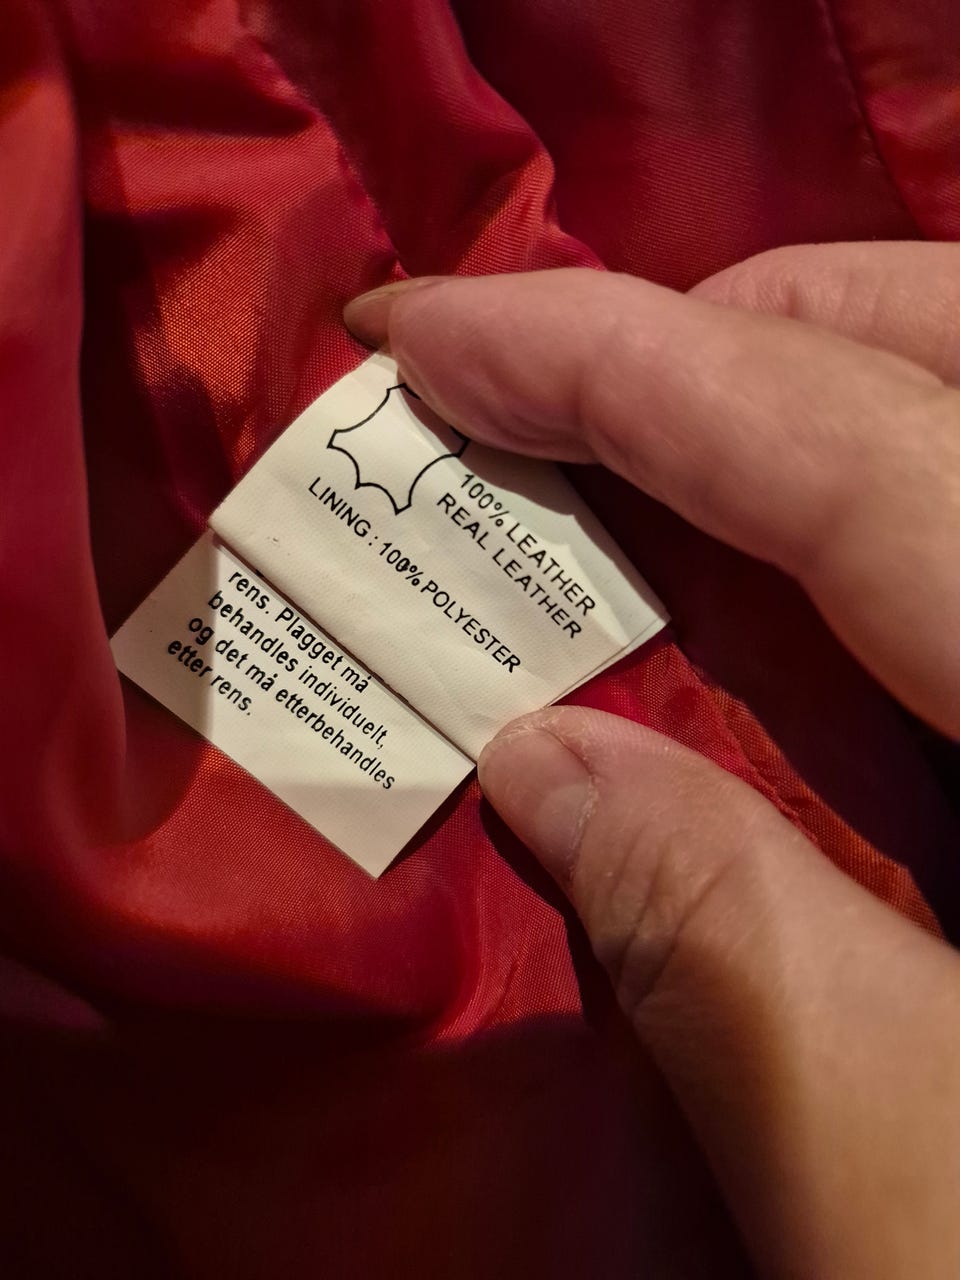 100% LEATHER
REAL LEATHER
LINING : 100% POLYESTER
rens. Plagget må
behandles individuelt,
og det må etterbehandles
etter rens.